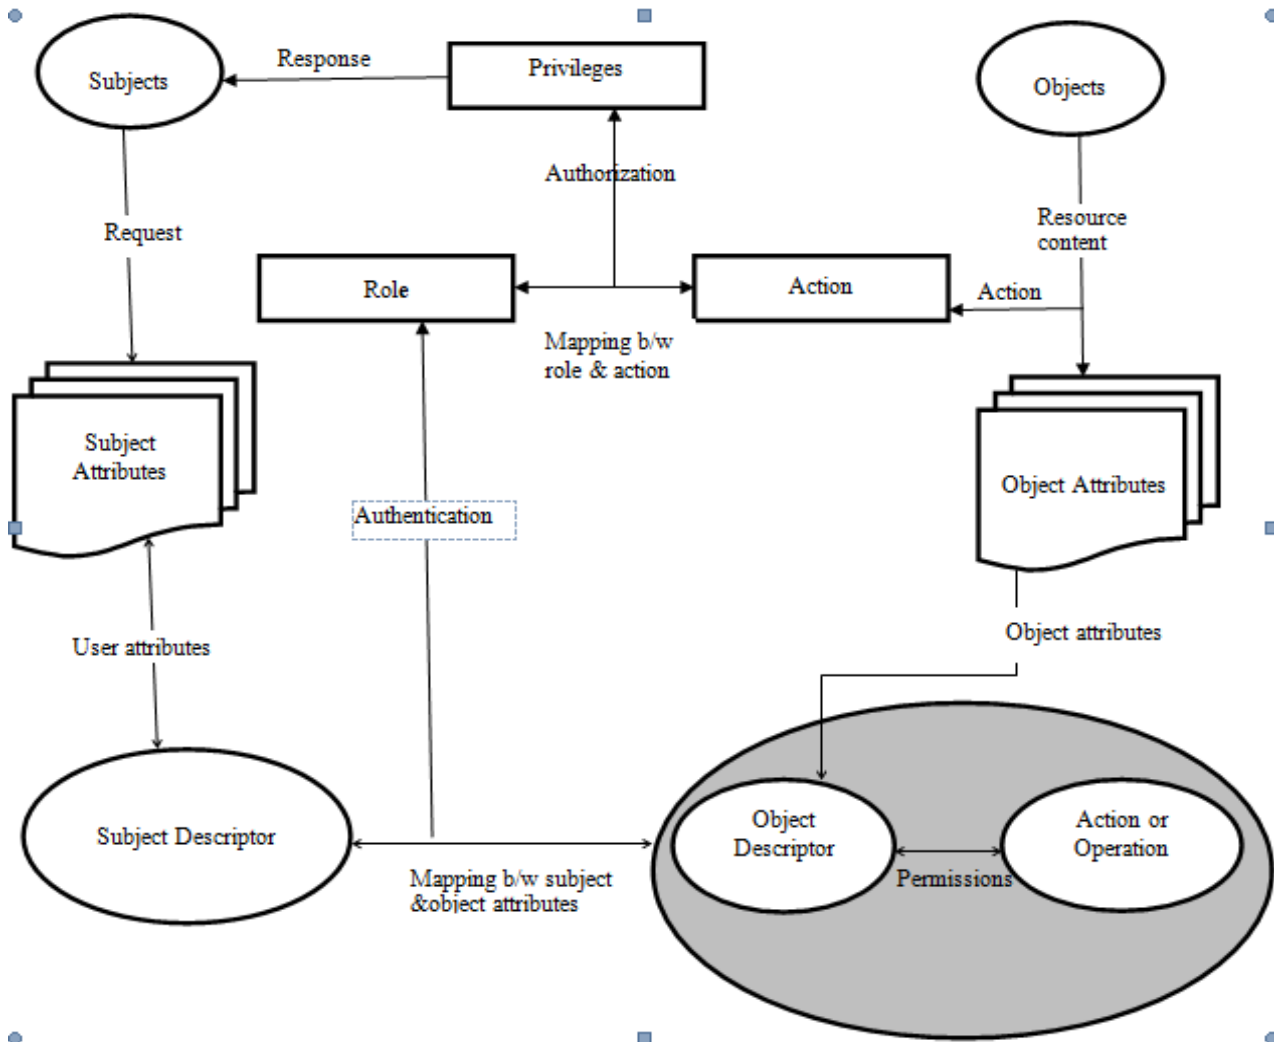 Response
Privileges
Subjects
Objects
Authorization
Request
Resource
content
Role
Action
Action
Mapping b/w
role & action
Subject
Attributes
Object Attributes
Authentication
User attributes
Object attributes
Subject Descriptor
Object
Descriptor
Action or
Operation
Permissions
Mapping b/w subject
&object attributes